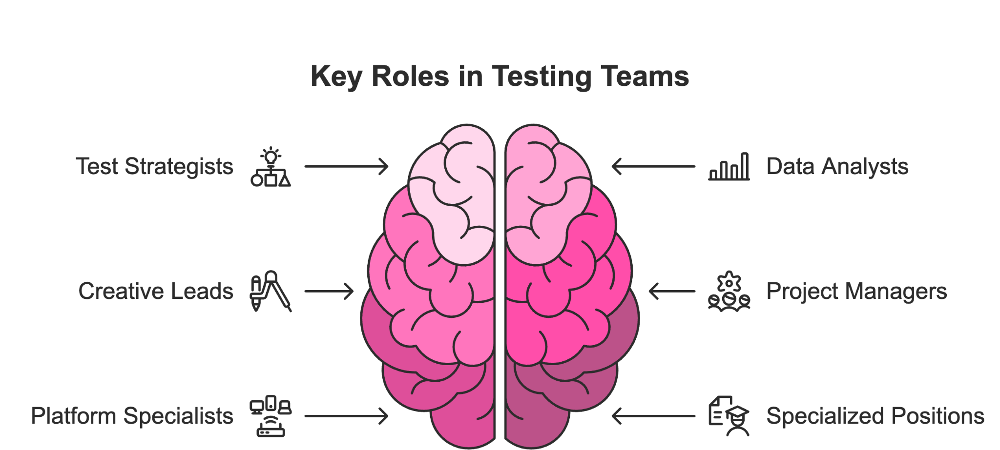 Key Roles in Testing Teams
Test Strategists
Data Analysts
Creative Leads
Project Managers
Platform Specialists
Specialized Positions